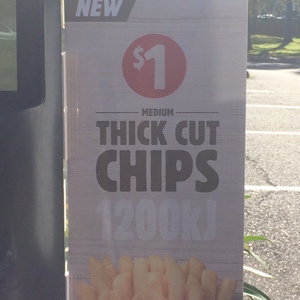 NEW
$1
MEDIUM
THICK CUT
CHIPS
1200kJ